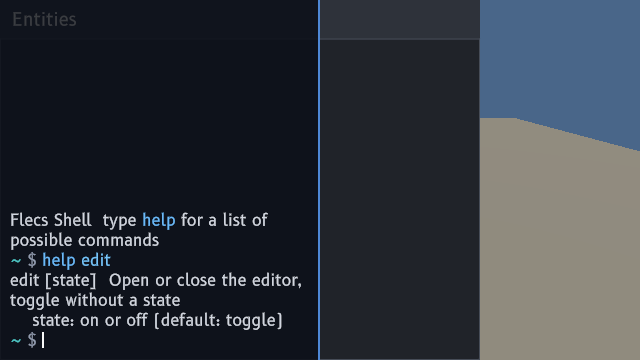 Entities
Flecs Shell  type help for a list of
possible commands
~ $ help edit
edit [state]  Open or close the editor,
toggle without a state
state: on or off [default: toggle]
~ $